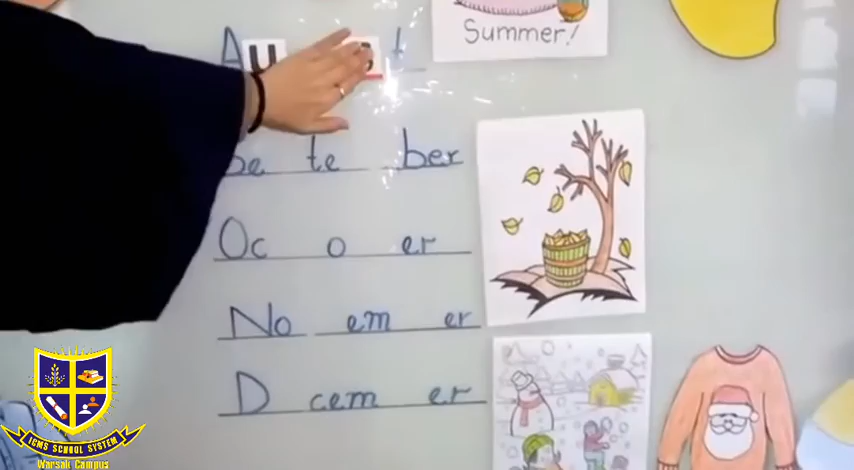 Summer!
Au t
Se te ber
Oc o er
No em er
D cem er
ICMS SCHOOL SYSTEM
Warsak Campus